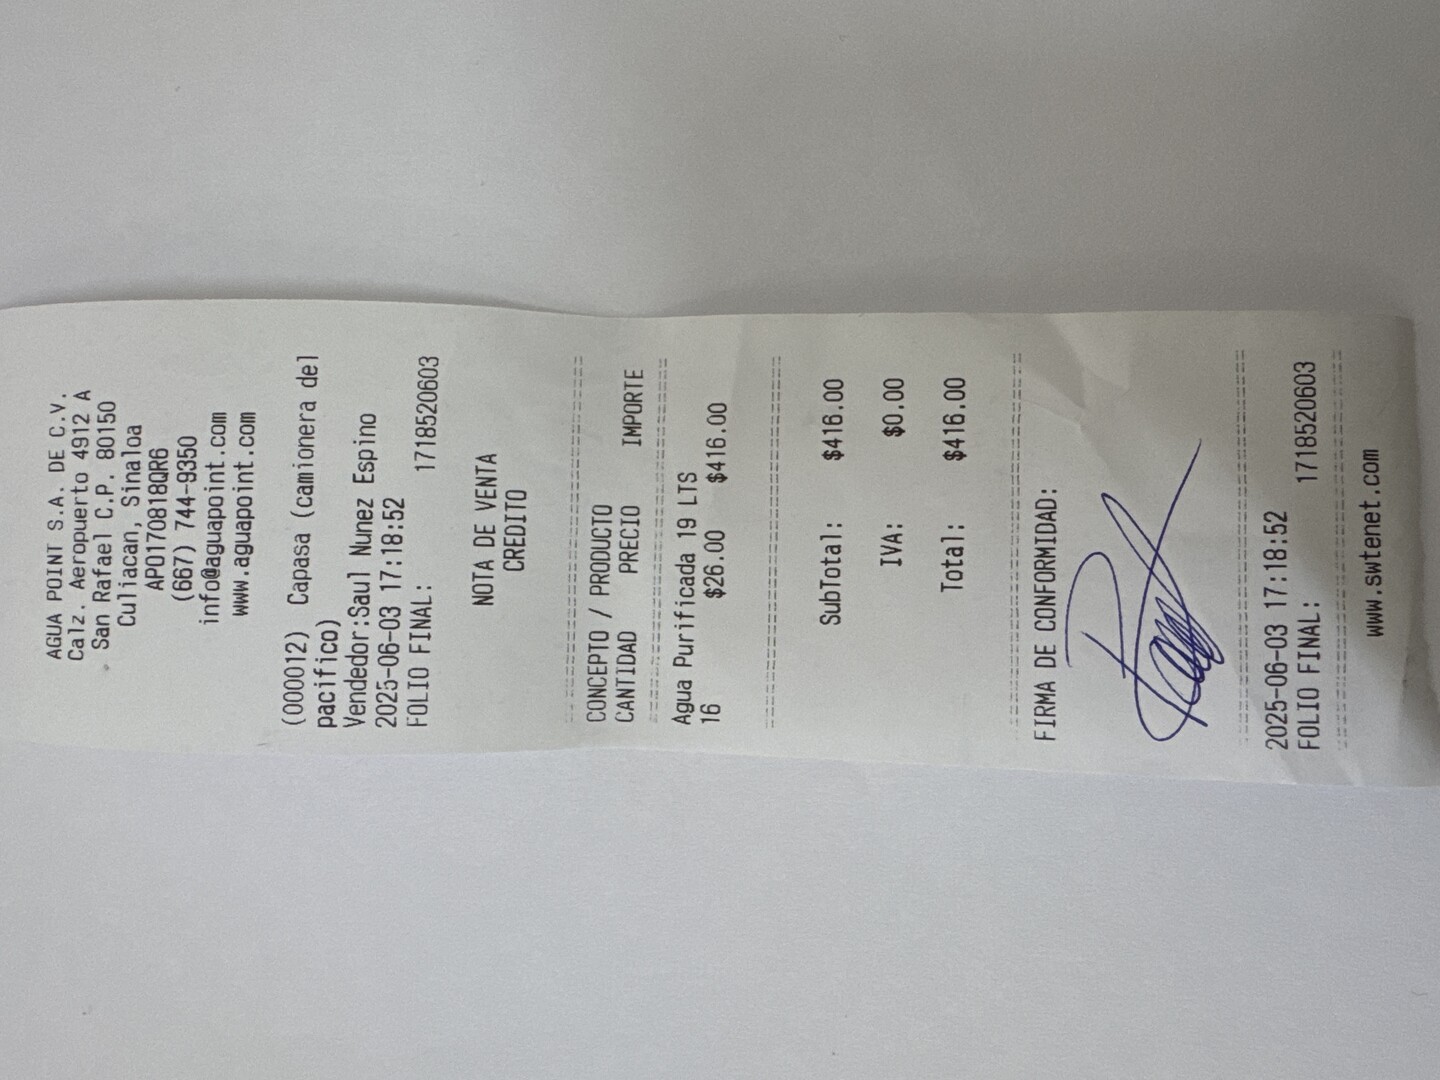 AGUA POINT S.A. DE C.V.
Calz. Aeropuerto 4912 A
San Rafael C.P. 80150
Culiacan, Sinaloa
APO170818QR6
(667) 744-9350
info@aguapoint.com
www.aguapoint.com
(000012) Capasa (camionera del
pacifico)
Vendedor:Saul Nunez Espino
2025-06-03 17:18:52
FOLIO FINAL: 1718520603
NOTA DE VENTA
CREDITO
CONCEPTO / PRODUCTO
CANTIDAD PRECIO IMPORTE
Agua Purificada 19 LTS
16 $26.00 $416.00
SubTotal: $416.00
IVA: $0.00
Total: $416.00
FIRMA DE CONFORMIDAD:
2025-06-03 17:18:52
FOLIO FINAL: 1718520603
www.swtenet.com